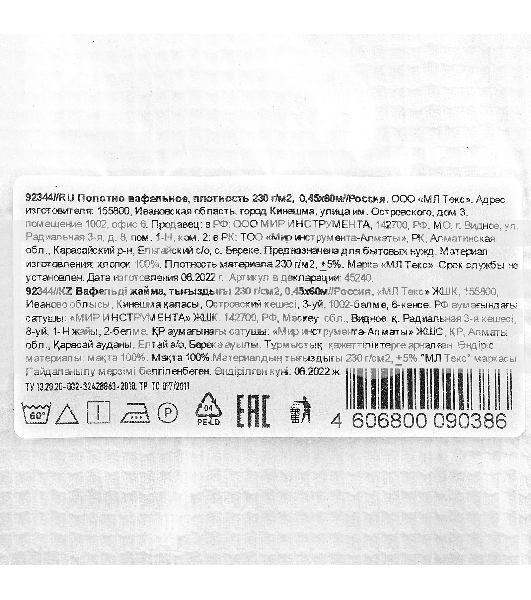 92344//RU Полотно вафельное, плотность 230 г/м2, 0,45х60м//Россия, ООО «МЛ Текс». Адрес
изготовителя: 155800, Ивановская область, город Кинешма, улица им. Островского, дом 3,
помещение 1002, офис 6. Продавец: в РФ: ООО МИР ИНСТРУМЕНТА, 142700, РФ, МО, г. Видное, ул.
Радиальная 3-я, д. 8, пом. 1-Н, ком. 2; в РК: ТОО «Мир инструмента-Алматы», РК, Алматинская
обл., Карасайский р-н, Ельтайский с/о, с. Береке. Предназначена для бытовых нужд. Материал
изготовления: хлопок 100%. Плотность материала 230 г/м2, ±5%. Марка «МЛ Текс». Срок службы не
установлен. Дата изготовления 06.2022 г. Артикул в декларации: 45240.
92344//KZ Вафельді жайма, тығыздығы 230 г/см2, 0,45х60м//Россия, «МЛ Текс» ЖШҚ, 155800,
Иваново облысы, Кинешма қаласы, Островский көшесі, 3-үй, 1002-бөлме, 6-кеңсе. РФ аумағындағы
сатушы: «МИР ИНСТРУМЕНТА» ЖШҚ, 142700, РФ, Мәскеу обл., Видное қ. Радиальная 3-я көшесі,
8-үй, 1-Н жайы, 2-бөлме. ҚР аумағындағы сатушы: «Мир инструмента-Алматы» ЖШС, ҚР, Алматы
обл., Қарасай ауданы, Елтай а/о, Береке ауылы. Тұрмыстық қажеттіліктерге арналған. Өндіріс
материалы: мақта 100%. Мақта 100% Материалдың тығыздығы 230 г/см2, ±5% "МЛ Текс" маркасы
Пайдаланылу мерзімі белгіленбеген. Өндірілген күні: 06.2022 ж
ТУ 13.29.20-002-32428863-2018, ТР ТС 017/2011
60° P 04 PE-LD EAC
4 606800 090386